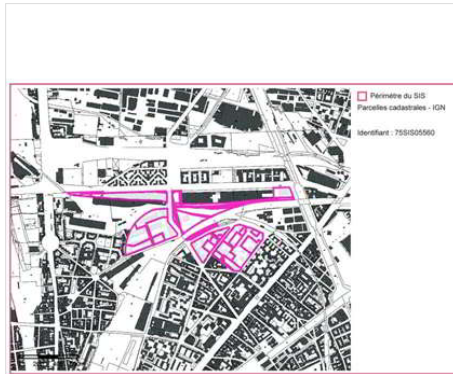 Périmètre du SIS
Parcelles cadastrales - IGN
Identifiant : 75SIS05560